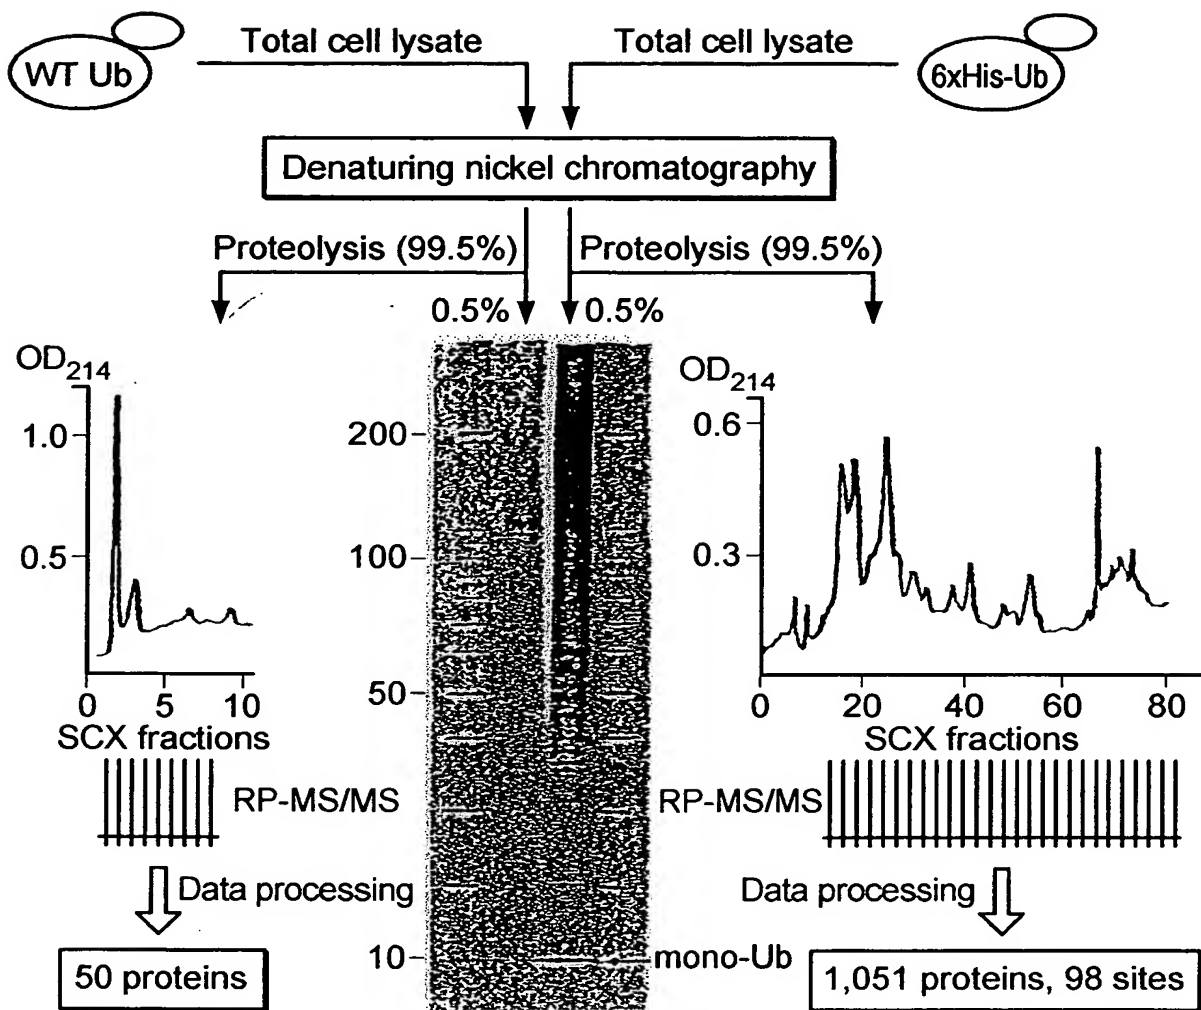 WT Ub
Total cell lysate
Total cell lysate
6xHis-Ub
Denaturing nickel chromatography
Proteolysis (99.5%)
Proteolysis (99.5%)
0.5%
0.5%
OD214
1.0
0.5
0 5 10
SCX fractions
RP-MS/MS
Data processing
50 proteins
200
100
50
10
mono-Ub
OD214
0.6
0.3
0 20 40 60 80
SCX fractions
RP-MS/MS
Data processing
1,051 proteins, 98 sites